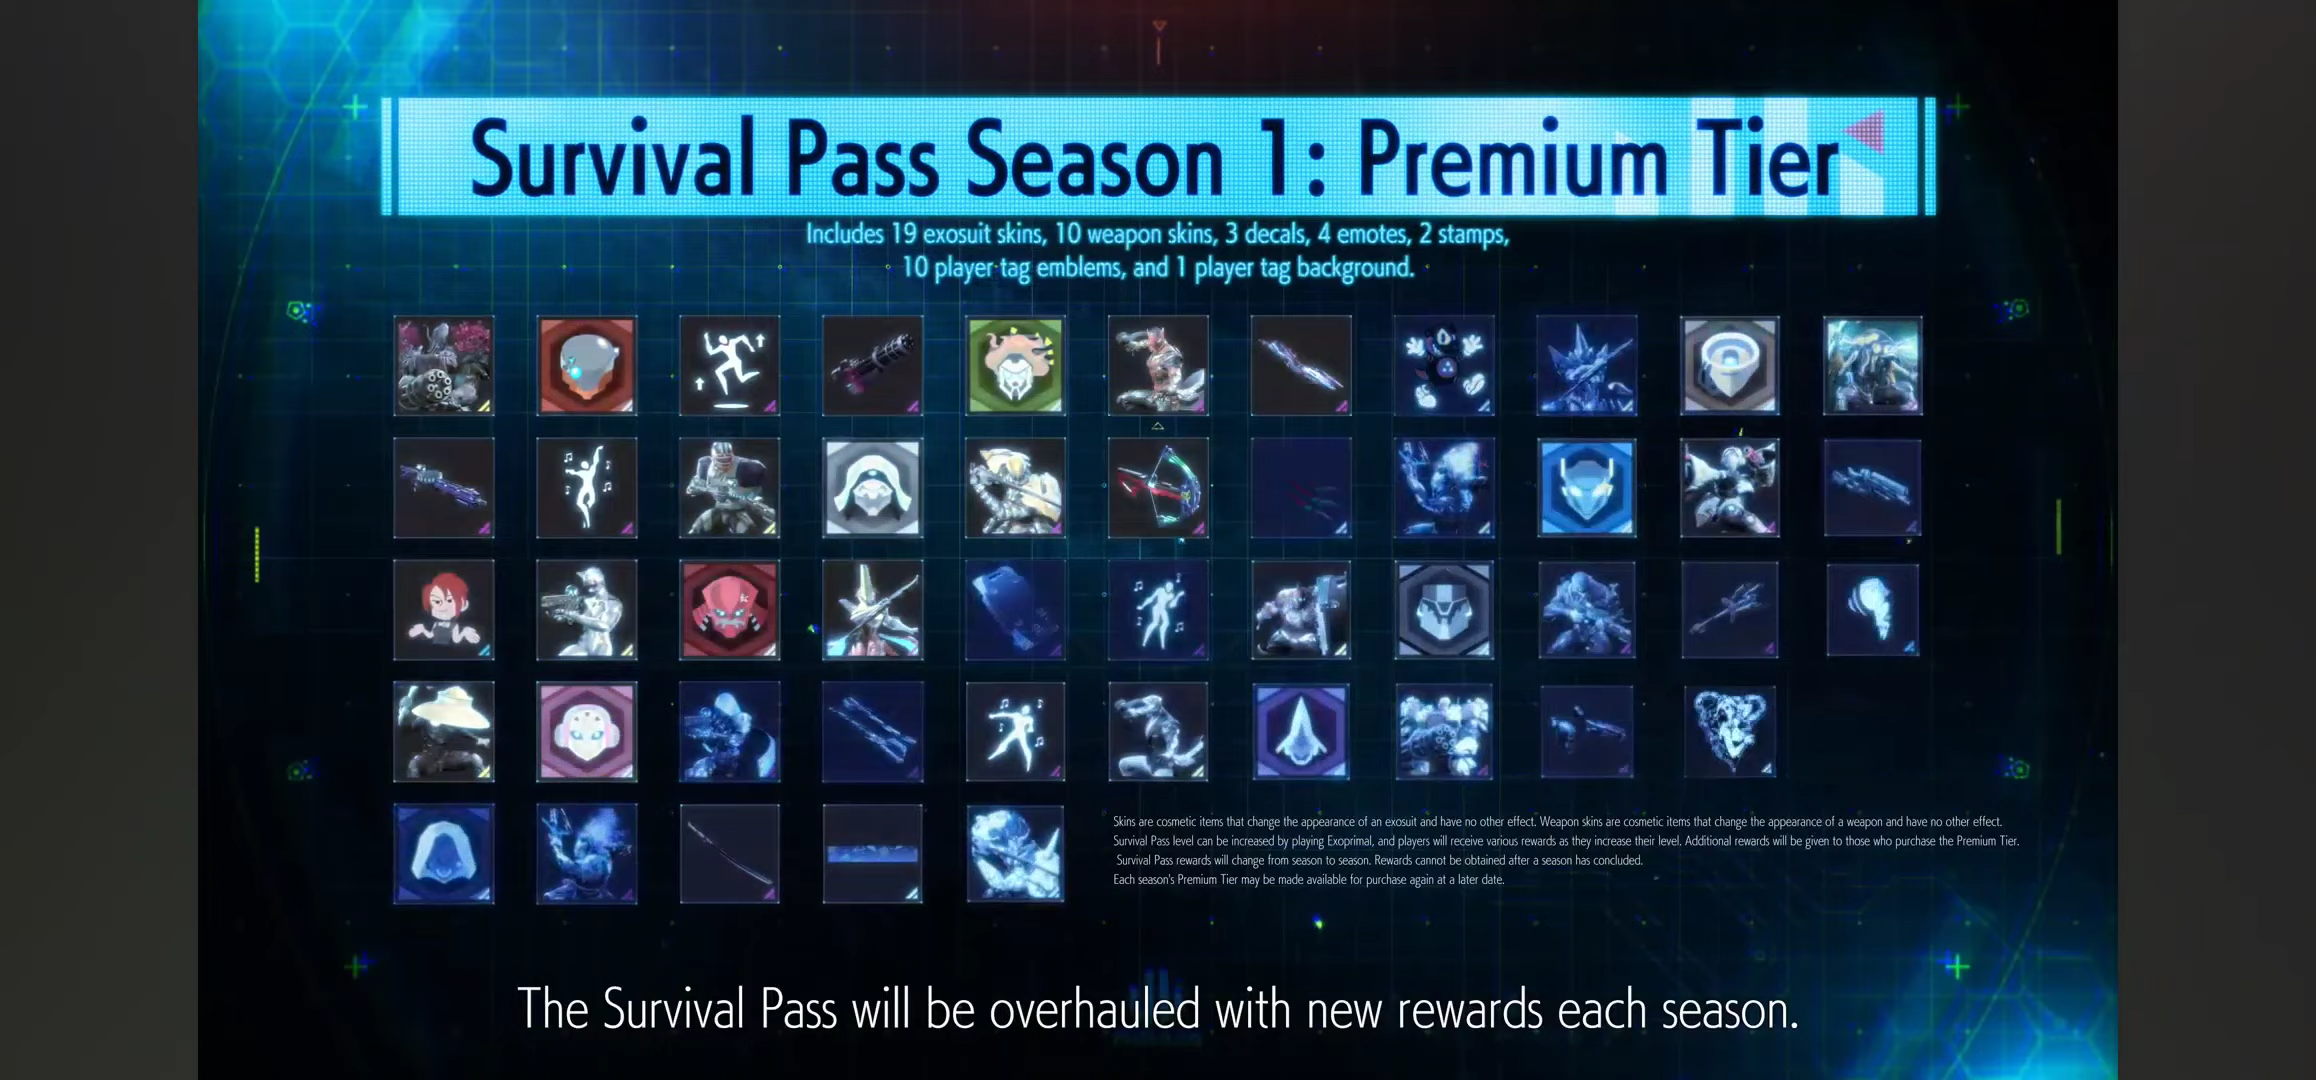 Survival Pass Season 1: Premium Tier
Includes 19 exosuit skins, 10 weapon skins, 3 decals, 4 emotes, 2 stamps,
10 player tag emblems, and 1 player tag background.
Skins are cosmetic items that change the appearance of an exosuit and have no other effect. Weapon skins are cosmetic items that change the appearance of a weapon and have no other effect.
Survival Pass level can be increased by playing Exoprimal, and players will receive various rewards as they increase their level. Additional rewards will be given to those who purchase the Premium Tier.
Survival Pass rewards will change from season to season. Rewards cannot be obtained after a season has concluded.
Each season's Premium Tier may be made available for purchase again at a later date.
The Survival Pass will be overhauled with new rewards each season.